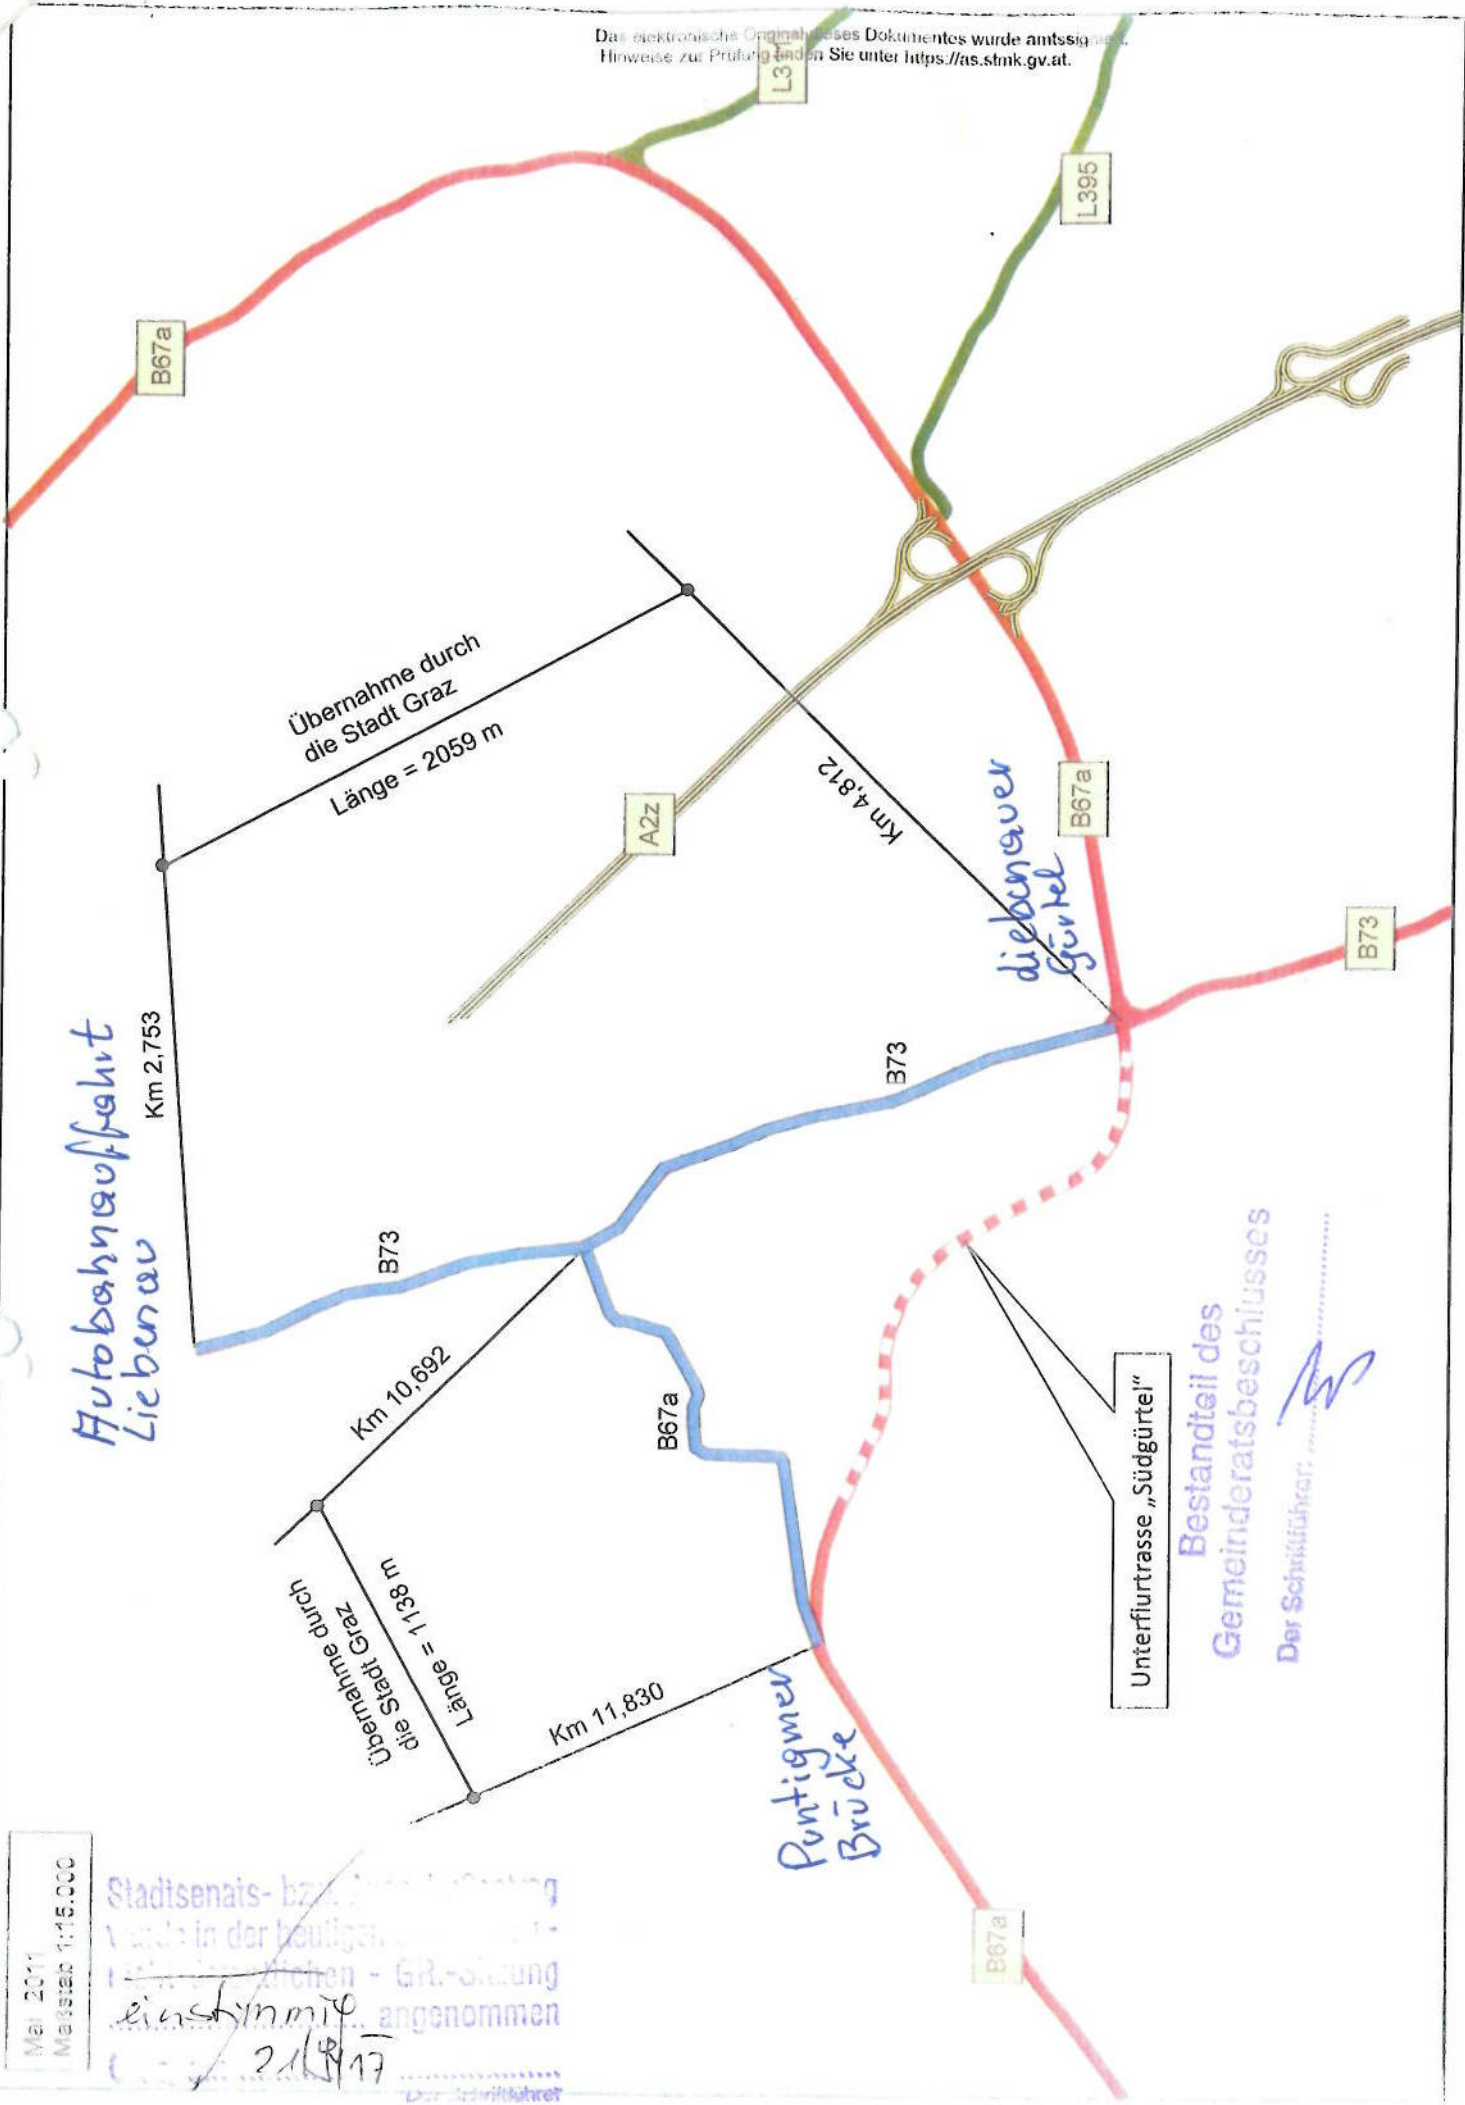 Das elektronische Original dieses Dokumentes wurde amtssigniert.
Hinweise zur Prüfung finden Sie unter https://as.stmk.gv.at.
Mai 2011
Maßstab 1:15.000
Stadtsenats-
in der heutigen
- GR.-Sitzung
einstimmig angenommen
Der Schriftführer
Autobahnauffahrt
Liebenau
Km 2,753
Übernahme durch
die Stadt Graz
Länge = 2059 m
Km 4,812
B67a
L395
A2z
B73
Km 10,692
Übernahme durch
die Stadt Graz
Länge = 1138 m
Km 11,830
B67a
B73
Liebenauer
Gürtel
B67a
B73
Puntigamer
Brücke
B67a
Unterflurtrasse „Südgürtel“
Bestandteil des
Gemeinderatsbeschlusses
Der Schriftführer: